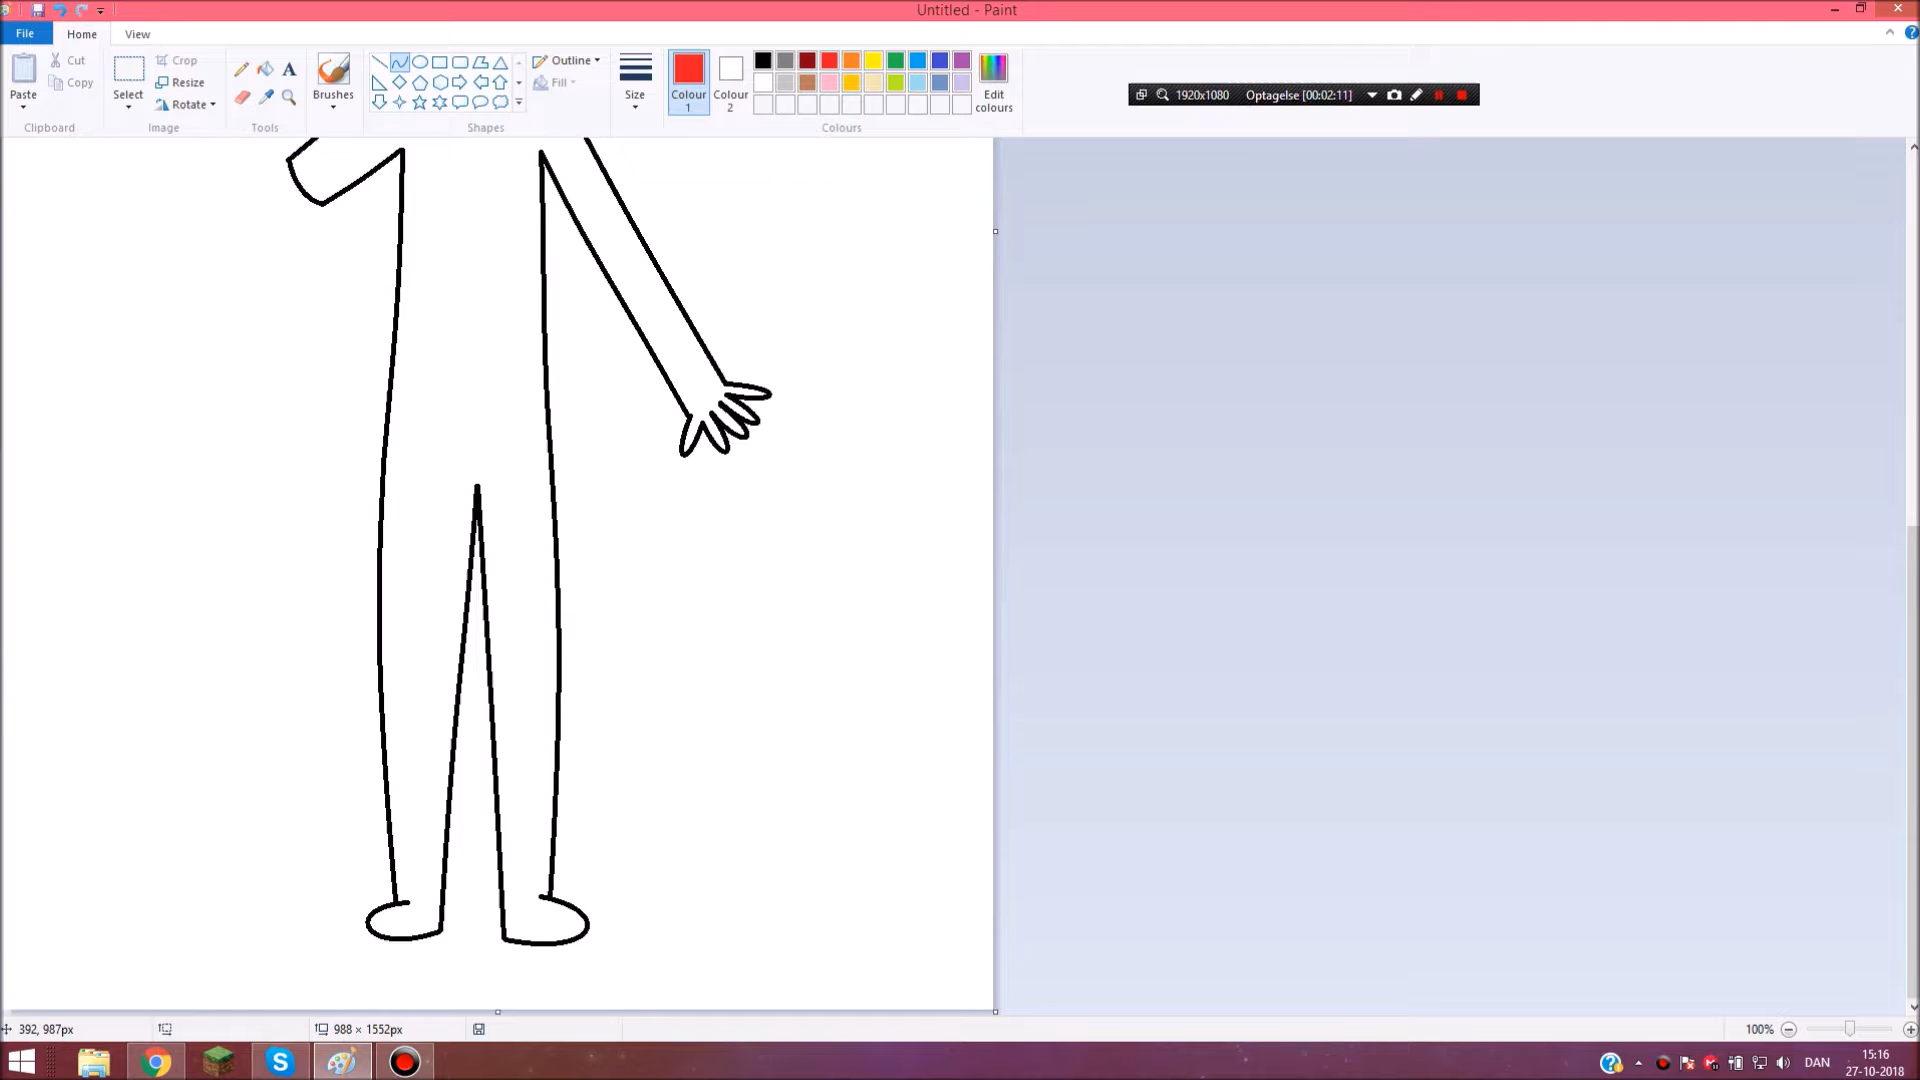 Untitled - Paint
File Home View
Paste
Cut
Copy
Clipboard
Select
Crop
Resize
Rotate
Image
A
Tools
Brushes
Shapes
Outline
Fill
Size
Colour
1
Colour
2
Edit
colours
Colours
1920x1080 Optagelse [00:02:11]
392, 987px
988 × 1552px
100%
DAN
15:16
27-10-2018